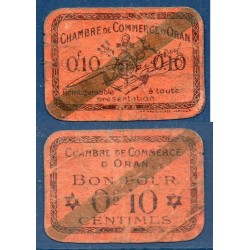 CHAMBRE DE COMMERCE D'ORAN
0f10 0f10
Remboursable à toute
présentation
CHAMBRE DE COMMERCE
D'ORAN
BON POUR
0F 10
CENTIMES